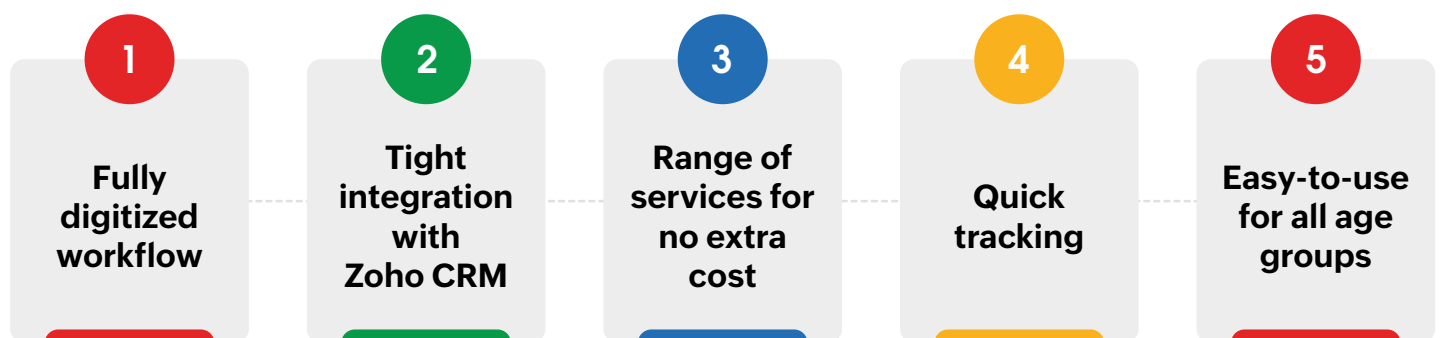 1
Fully
digitized
workflow
2
Tight
integration
with
Zoho CRM
3
Range of
services for
no extra
cost
4
Quick
tracking
5
Easy-to-use
for all age
groups